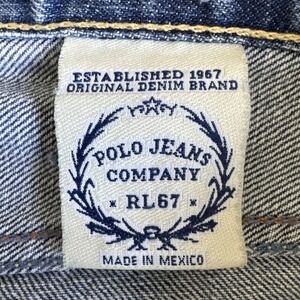 ESTABLISHED 1967
ORIGINAL DENIM BRAND
POLO JEANS
COMPANY
RL67
MADE IN MEXICO